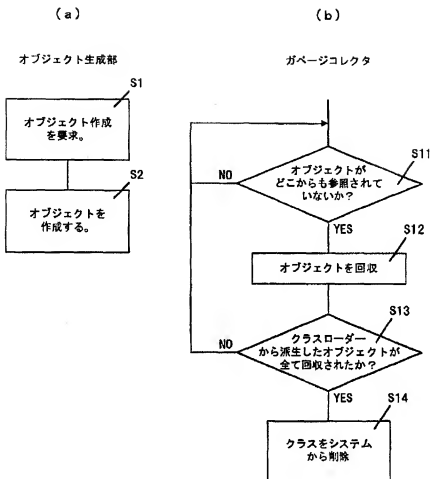 (a)
オブジェクト生成部
S1
オブジェクト作成
を要求。
S2
オブジェクトを
作成する。
(b)
ガベージコレクタ
S11
オブジェクトが
どこからも参照されて
いないか?
NO
YES
S12
オブジェクトを回収
S13
クラスローダー
から派生したオブジェクトが
全て回収されたか?
NO
YES
S14
クラスをシステム
から削除